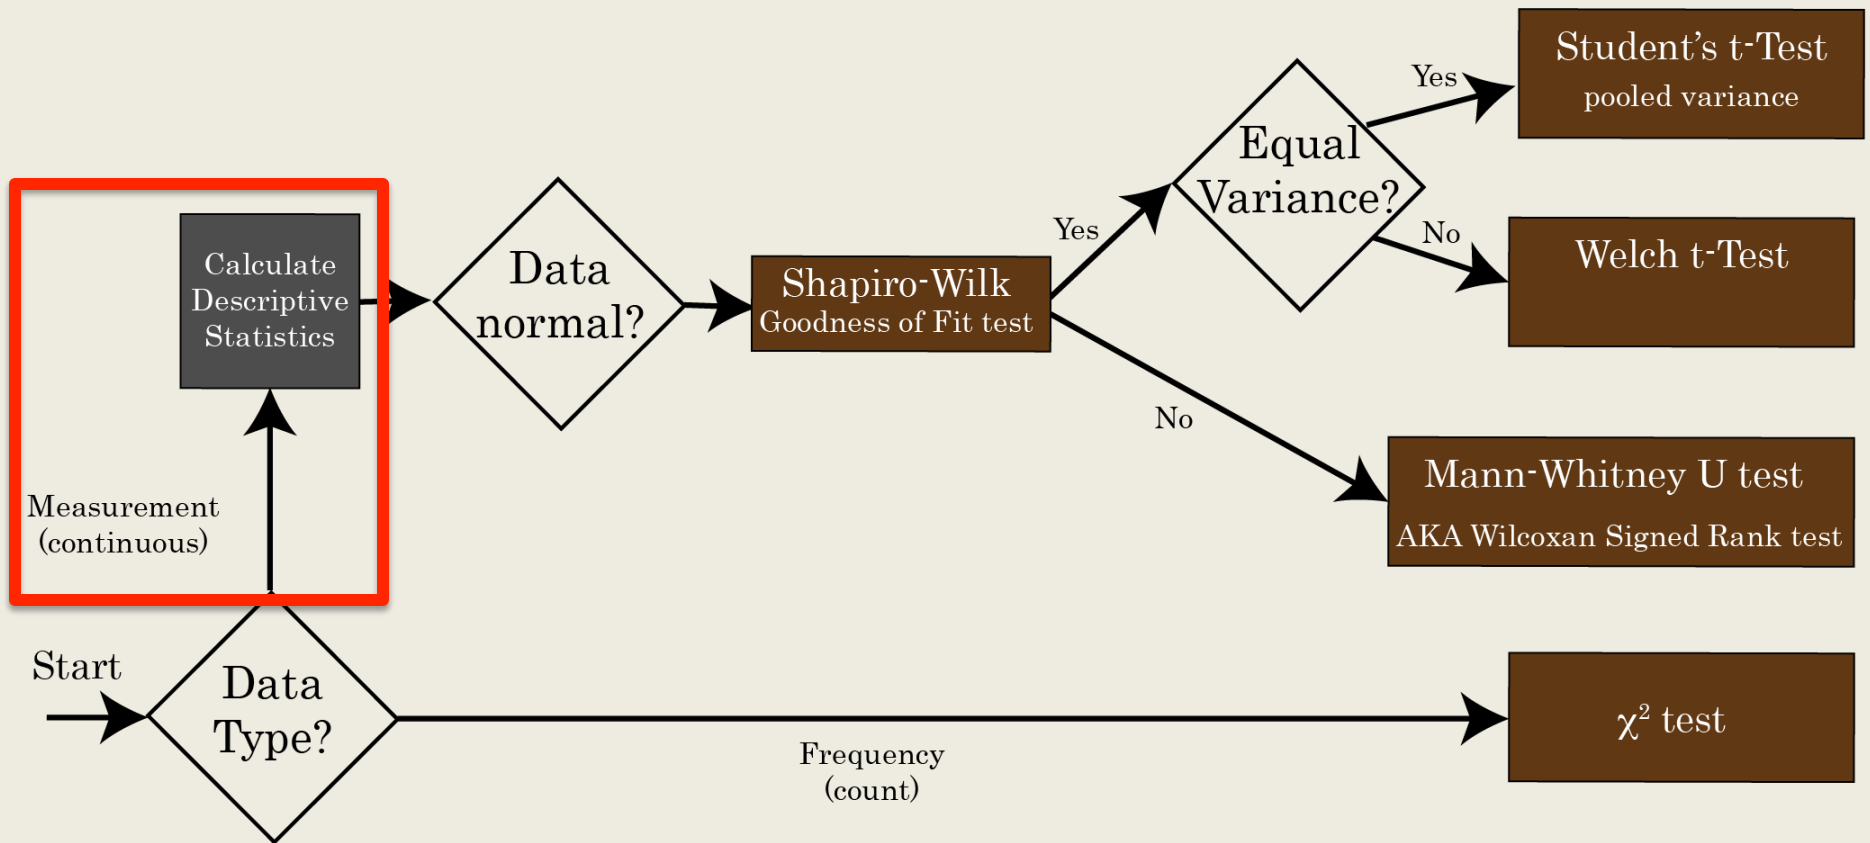 Start
Data
Type?
Measurement
(continuous)
Calculate
Descriptive
Statistics
Data
normal?
Shapiro-Wilk
Goodness of Fit test
Yes
Equal
Variance?
Yes
Student's t-Test
pooled variance
No
Welch t-Test
No
Mann-Whitney U test
AKA Wilcoxan Signed Rank test
Frequency
(count)
χ² test